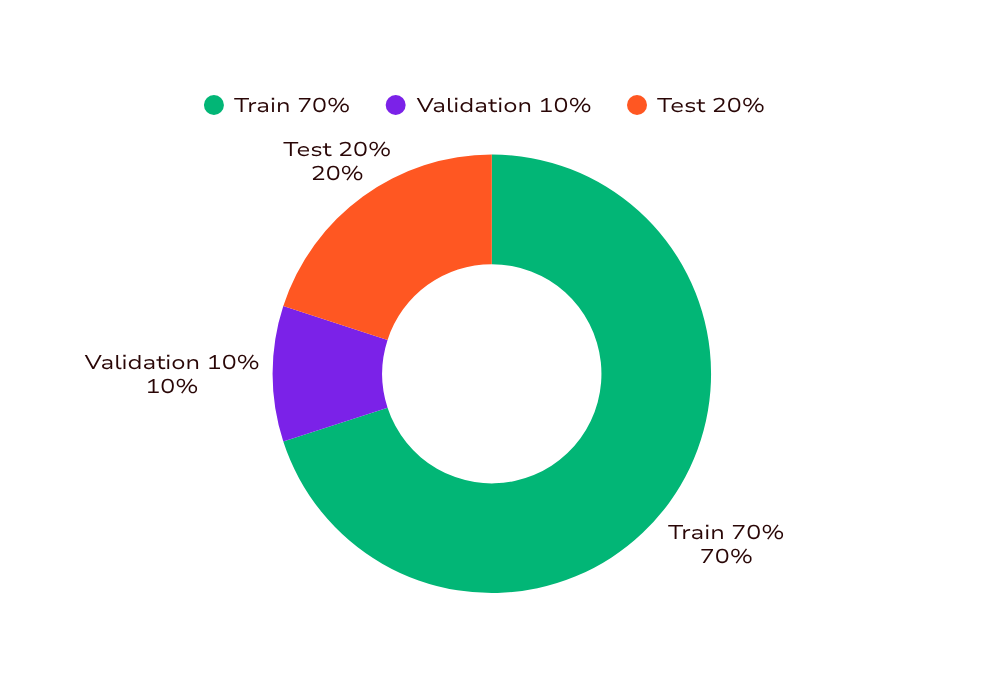 Train 70% Validation 10% Test 20%
Test 20%
20%
Validation 10%
10%
Train 70%
70%